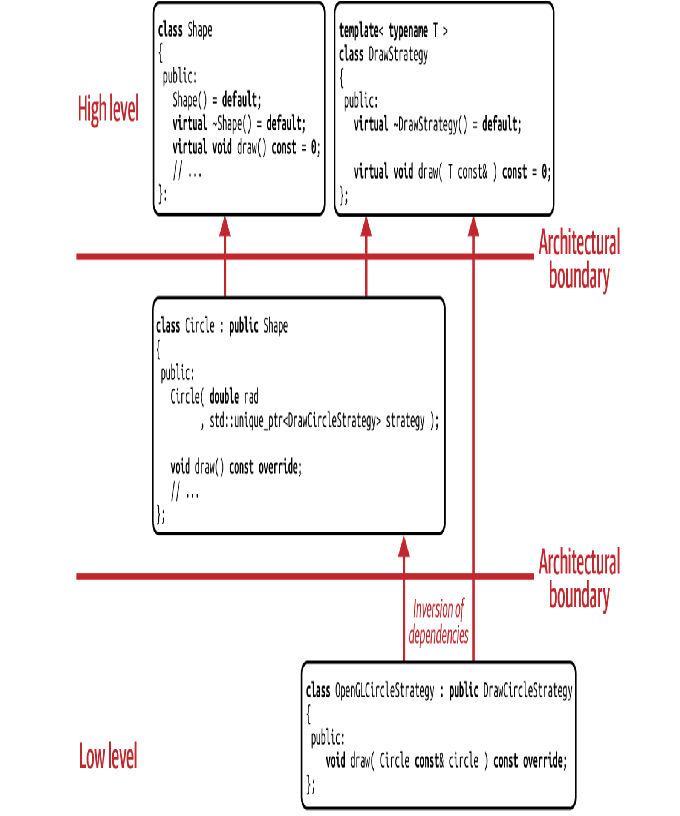 High level
class Shape
{
public:
Shape() = default;
virtual ~Shape() = default;
virtual void draw() const = 0;
// ...
};
template< typename T >
class DrawStrategy
{
public:
virtual ~DrawStrategy() = default;
virtual void draw( T const& ) const = 0;
};
Architectural
boundary
class Circle : public Shape
{
public:
Circle( double rad
, std::unique_ptr<DrawCircleStrategy> strategy );
void draw() const override;
// ...
};
Architectural
boundary
Inversion of
dependencies
class OpenGLCircleStrategy : public DrawCircleStrategy
{
public:
void draw( Circle const& circle ) const override;
};
Low level